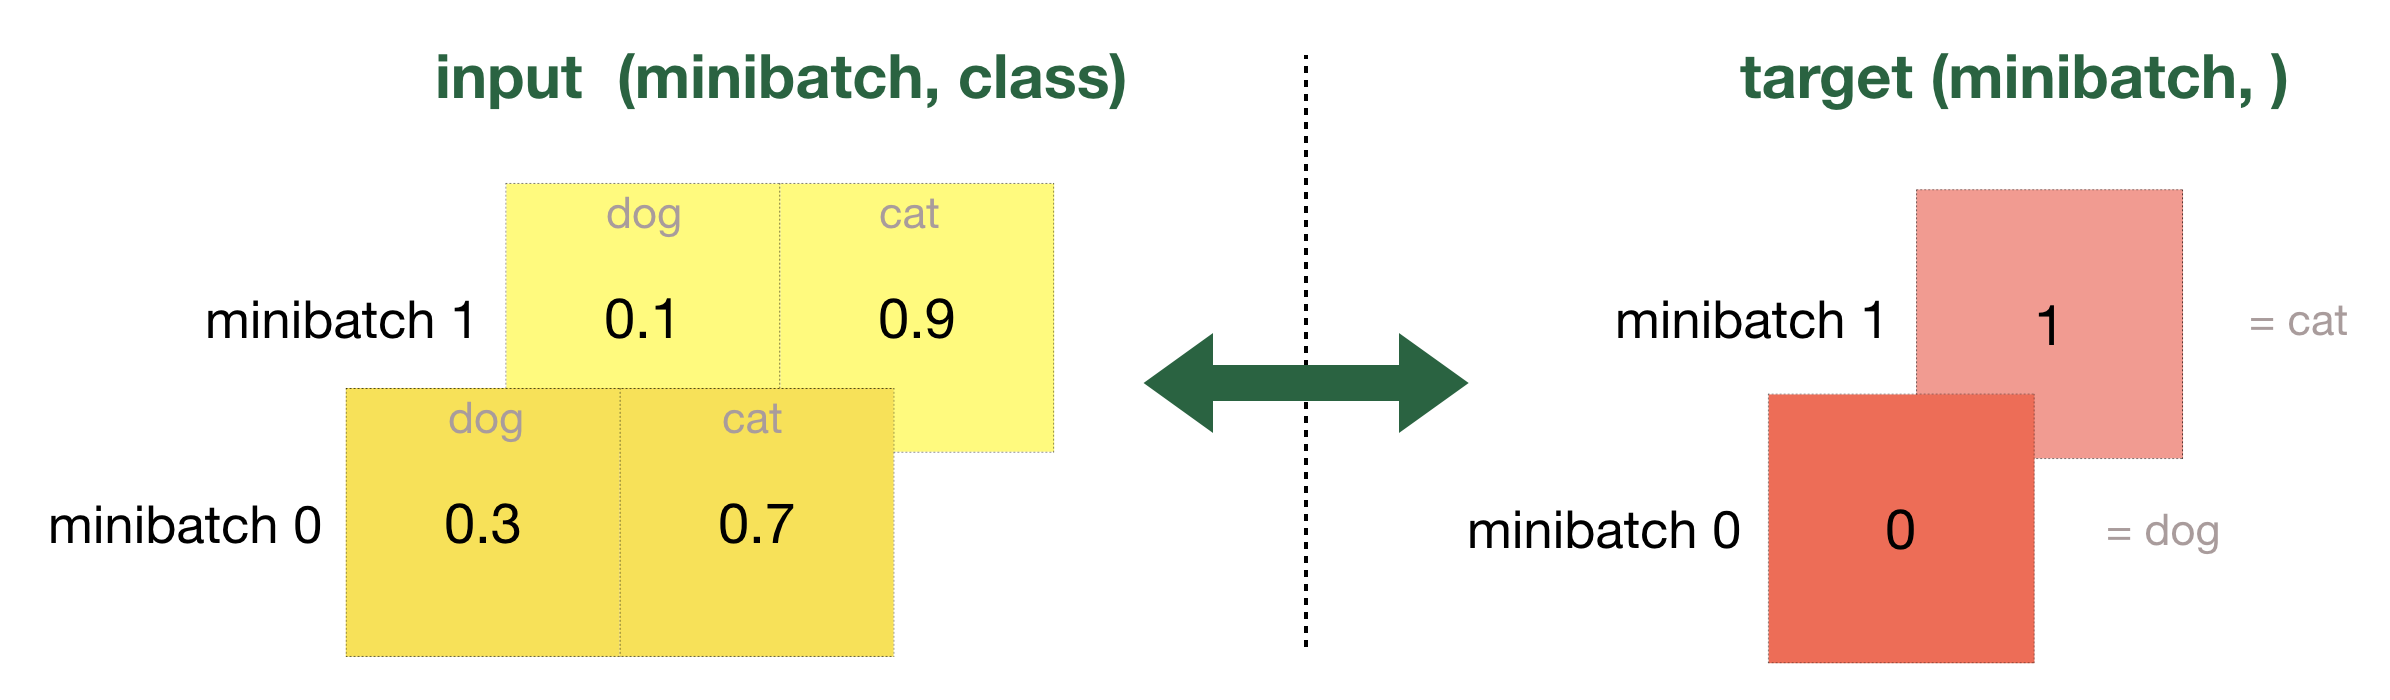 input  (minibatch, class)
target (minibatch, )
dog cat
minibatch 1 0.1 0.9
dog cat
minibatch 0 0.3 0.7
minibatch 1 1 = cat
minibatch 0 0 = dog